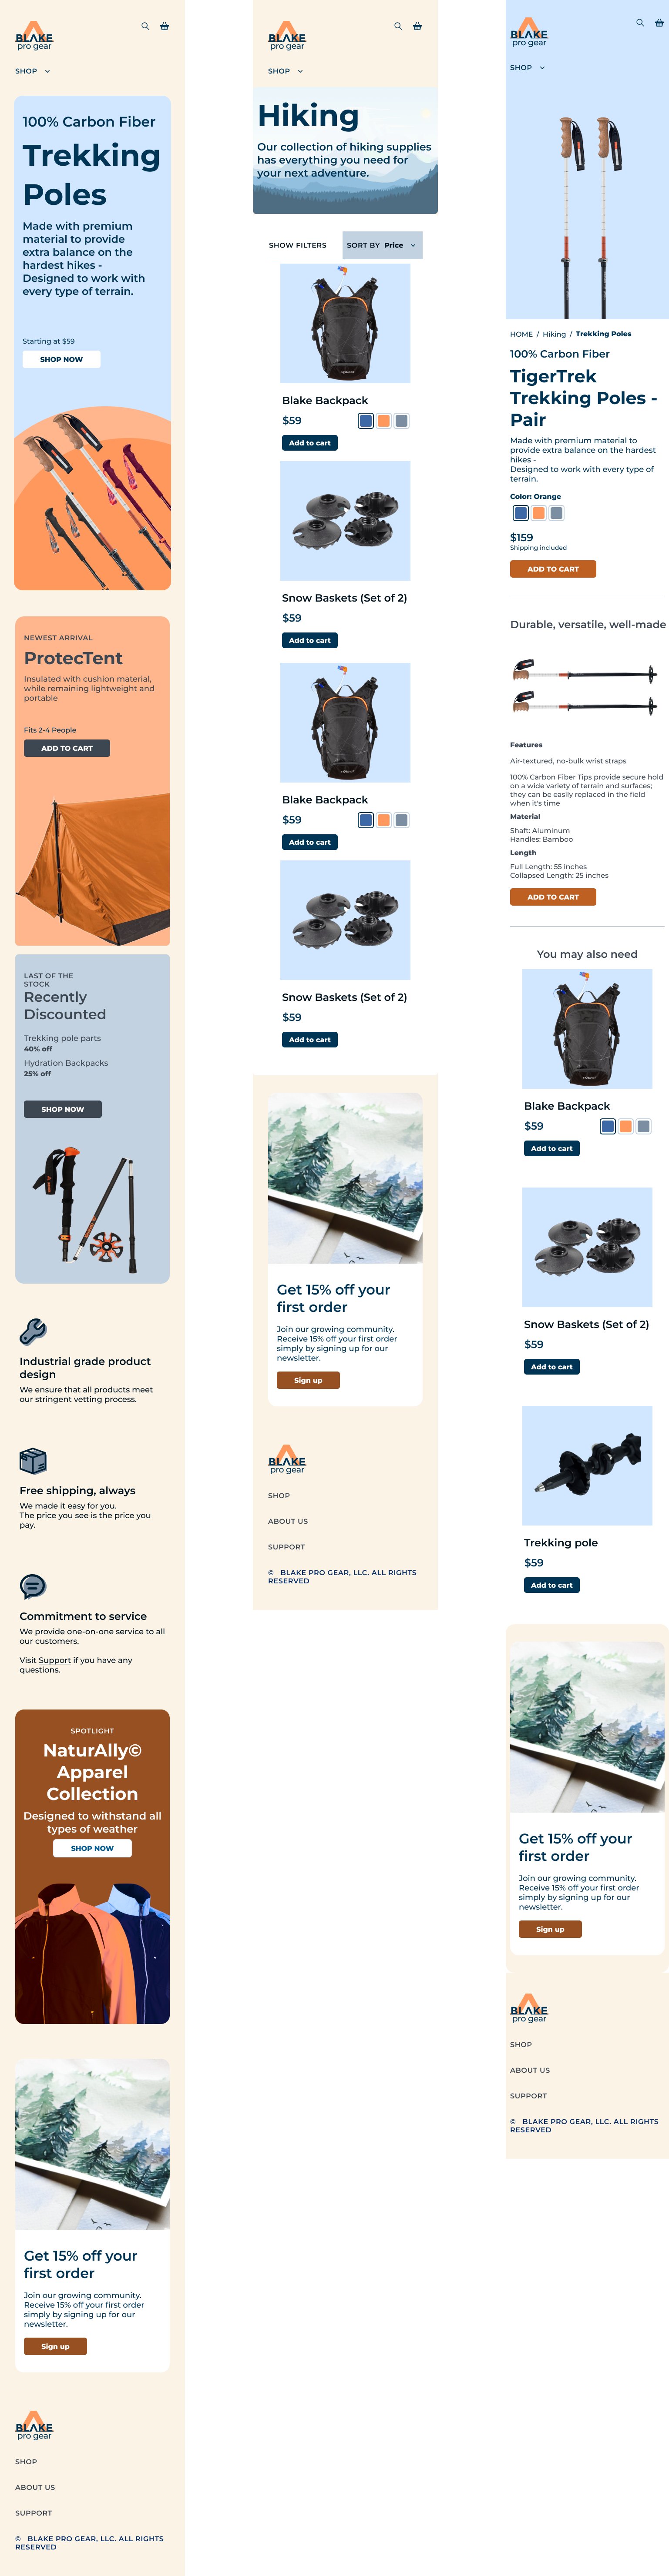 BLAKE
pro gear
SHOP
100% Carbon Fiber
Trekking
Poles
Made with premium
material to provide
extra balance on the
hardest hikes -
Designed to work with
every type of terrain.
Starting at $59
SHOP NOW
NEWEST ARRIVAL
ProtecTent
Insulated with cushion material,
while remaining lightweight and
portable
Fits 2-4 People
ADD TO CART
LAST OF THE
STOCK
Recently
Discounted
Trekking pole parts
40% off
Hydration Backpacks
25% off
SHOP NOW
Industrial grade product
design
We ensure that all products meet
our stringent vetting process.
Free shipping, always
We made it easy for you.
The price you see is the price you
pay.
Commitment to service
We provide one-on-one service to all
our customers.
Visit Support if you have any
questions.
SPOTLIGHT
NaturAlly©
Apparel
Collection
Designed to withstand all
types of weather
SHOP NOW
Get 15% off your
first order
Join our growing community.
Receive 15% off your first order
simply by signing up for our
newsletter.
Sign up
BLAKE
pro gear
SHOP
ABOUT US
SUPPORT
© BLAKE PRO GEAR, LLC. ALL RIGHTS
RESERVED
BLAKE
pro gear
SHOP
Hiking
Our collection of hiking supplies
has everything you need for
your next adventure.
SHOW FILTERS
SORT BY Price
Blake Backpack
$59
Add to cart
Snow Baskets (Set of 2)
$59
Add to cart
Blake Backpack
$59
Add to cart
Snow Baskets (Set of 2)
$59
Add to cart
Get 15% off your
first order
Join our growing community.
Receive 15% off your first order
simply by signing up for our
newsletter.
Sign up
BLAKE
pro gear
SHOP
ABOUT US
SUPPORT
© BLAKE PRO GEAR, LLC. ALL RIGHTS
RESERVED
BLAKE
pro gear
SHOP
HOME / Hiking / Trekking Poles
100% Carbon Fiber
TigerTrek
Trekking Poles -
Pair
Made with premium material to
provide extra balance on the hardest
hikes -
Designed to work with every type of
terrain.
Color: Orange
$159
Shipping included
ADD TO CART
Durable, versatile, well-made
Features
Air-textured, no-bulk wrist straps
100% Carbon Fiber Tips provide secure hold
on a wide variety of terrain and surfaces;
they can be easily replaced in the field
when it's time
Material
Shaft: Aluminum
Handles: Bamboo
Length
Full Length: 55 inches
Collapsed Length: 25 inches
ADD TO CART
You may also need
Blake Backpack
$59
Add to cart
Snow Baskets (Set of 2)
$59
Add to cart
Trekking pole
$59
Add to cart
Get 15% off your
first order
Join our growing community.
Receive 15% off your first order
simply by signing up for our
newsletter.
Sign up
BLAKE
pro gear
SHOP
ABOUT US
SUPPORT
© BLAKE PRO GEAR, LLC. ALL RIGHTS
RESERVED